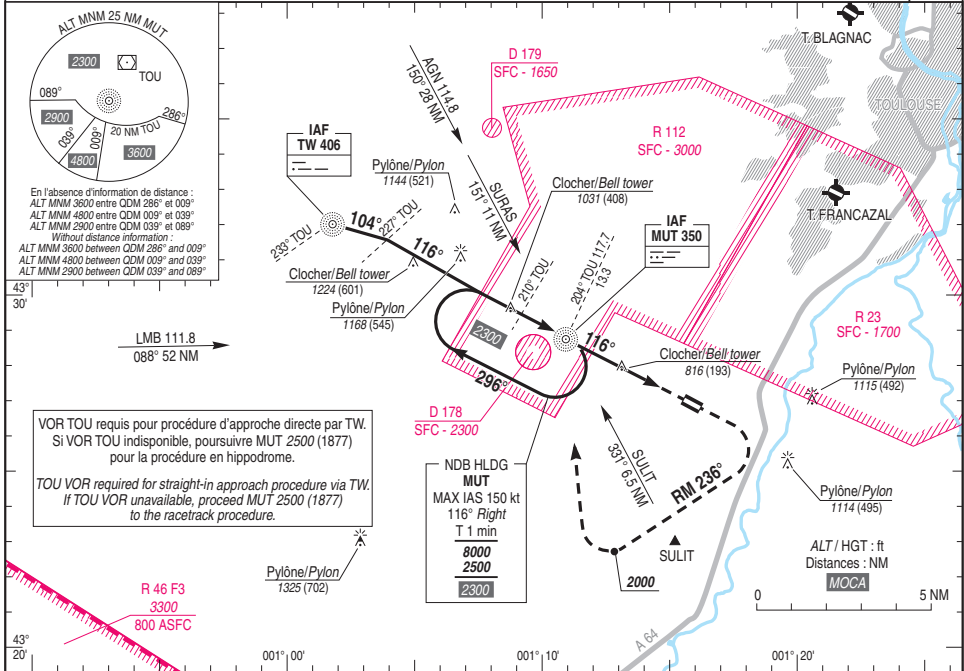 ALT MNM 25 NM MUT
2300
TOU
089°
2900
039°
009°
20 NM TOU
286°
4800
3600
En l'absence d'information de distance :
ALT MNM 3600 entre QDM 286° et 009°
ALT MNM 4800 entre QDM 009° et 039°
ALT MNM 2900 entre QDM 039° et 089°
Without distance information :
ALT MNM 3600 between QDM 286° and 009°
ALT MNM 4800 between QDM 009° and 039°
ALT MNM 2900 between QDM 039° and 089°
001° 10'
001° 20'
T. BLAGNAC
TOULOUSE
D 179
SFC - 1650
AGN 114.8
150° 28 NM
R 112
SFC - 3000
IAF
TW 406
Pylône/Pylon
1144 (521)
SURAS
151° 11 NM
Clocher/Bell tower
1031 (408)
T. FRANCAZAL
IAF
MUT 350
233° TOU
104°
227° TOU
116°
Clocher/Bell tower
1224 (601)
210° TOU
204° TOU 117.7
13.3
43°
30'
Pylône/Pylon
1168 (545)
2300
116°
R 23
SFC - 1700
LMB 111.8
088° 52 NM
Clocher/Bell tower
816 (193)
296°
Pylône/Pylon
1115 (492)
D 178
SFC - 2300
VOR TOU requis pour procédure d'approche directe par TW.
Si VOR TOU indisponible, poursuivre MUT 2500 (1877)
pour la procédure en hippodrome.
TOU VOR required for straight-in approach procedure via TW.
If TOU VOR unavailable, proceed MUT 2500 (1877)
to the racetrack procedure.
NDB HLDG
MUT
MAX IAS 150 kt
116° Right
T 1 min
8000
2500
2300
SULIT
331° 6.5 NM
RM 236°
Pylône/Pylon
1114 (495)
SULIT
2000
Pylône/Pylon
1325 (702)
ALT / HGT : ft
Distances : NM
MOCA
0
5 NM
R 46 F3
3300
800 ASFC
A 64
43°
20'
001° 00'
001° 10'
001° 20'